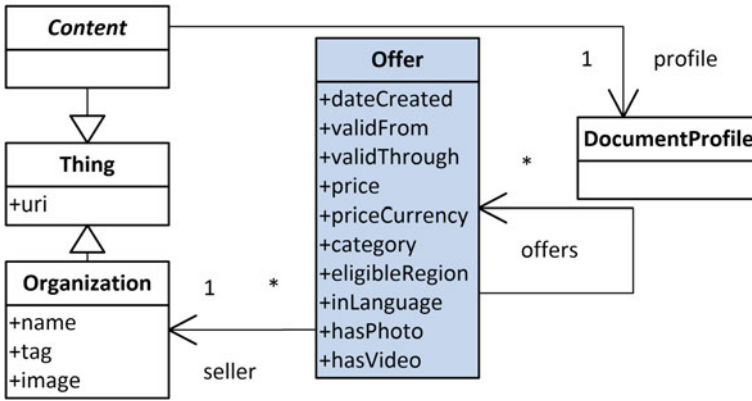 Content
Thing
+uri
Organization
+name
+tag
+image
1
*
seller
Offer
+dateCreated
+validFrom
+validThrough
+price
+priceCurrency
+category
+eligibleRegion
+inLanguage
+hasPhoto
+hasVideo
1
profile
DocumentProfile
*
offers